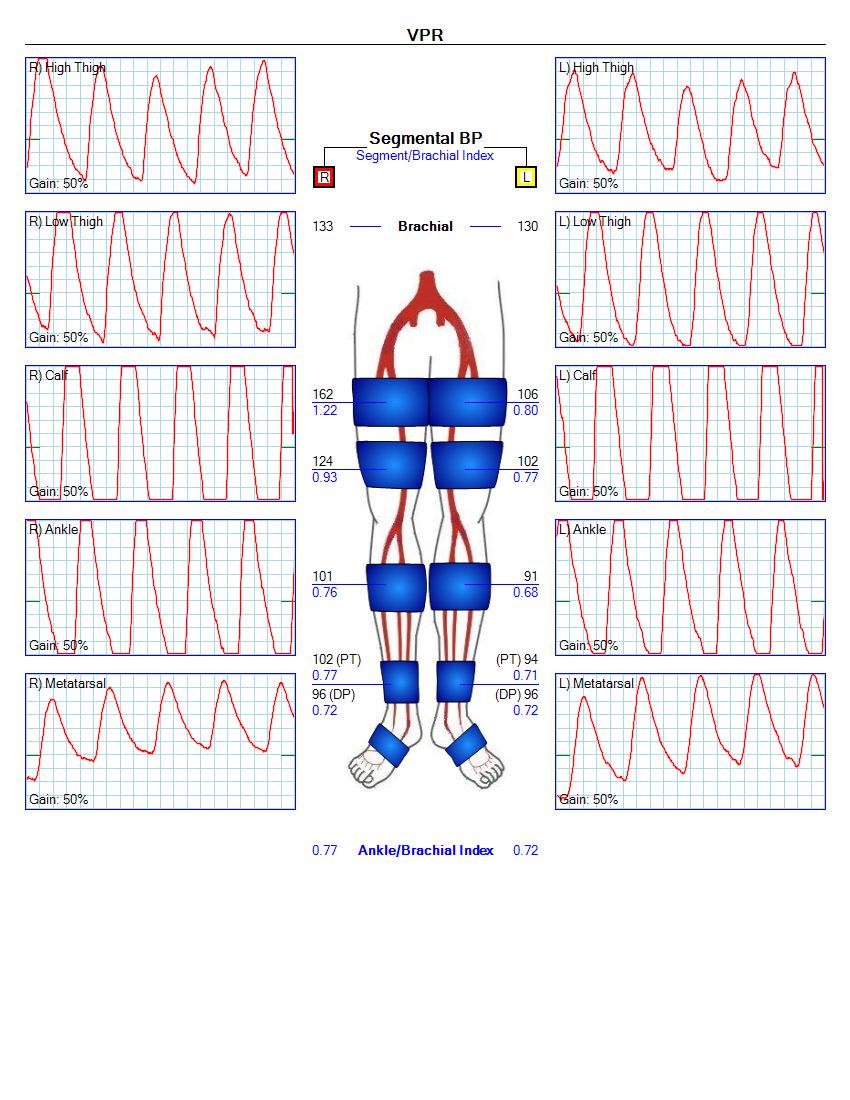 VPR
R) High Thigh
Gain: 50%
L) High Thigh
Gain: 50%
Segmental BP
Segment/Brachial Index
R
L
133 Brachial 130
R) Low Thigh
Gain: 50%
L) Low Thigh
Gain: 50%
R) Calf
Gain: 50%
L) Calf
Gain: 50%
162
1.22
106
0.80
124
0.93
102
0.77
R) Ankle
Gain: 50%
L) Ankle
Gain: 50%
101
0.76
91
0.68
R) Metatarsal
Gain: 50%
L) Metatarsal
Gain: 50%
102 (PT)
0.77
96 (DP)
0.72
(PT) 94
0.71
(DP) 96
0.72
0.77 Ankle/Brachial Index 0.72